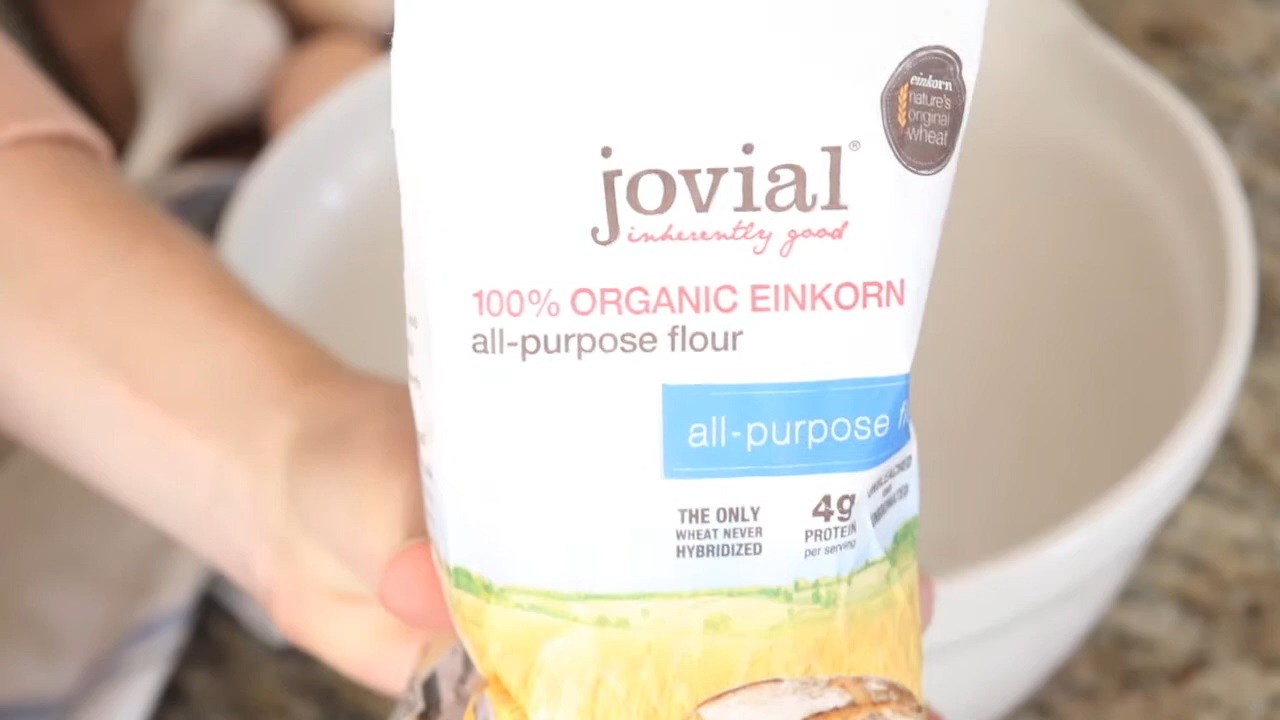 einkorn
nature's
original
wheat
jovial®
inherently good
100% ORGANIC EINKORN
all-purpose flour
all-purpose
THE ONLY
WHEAT NEVER
HYBRIDIZED
4g
PROTEIN
per serving